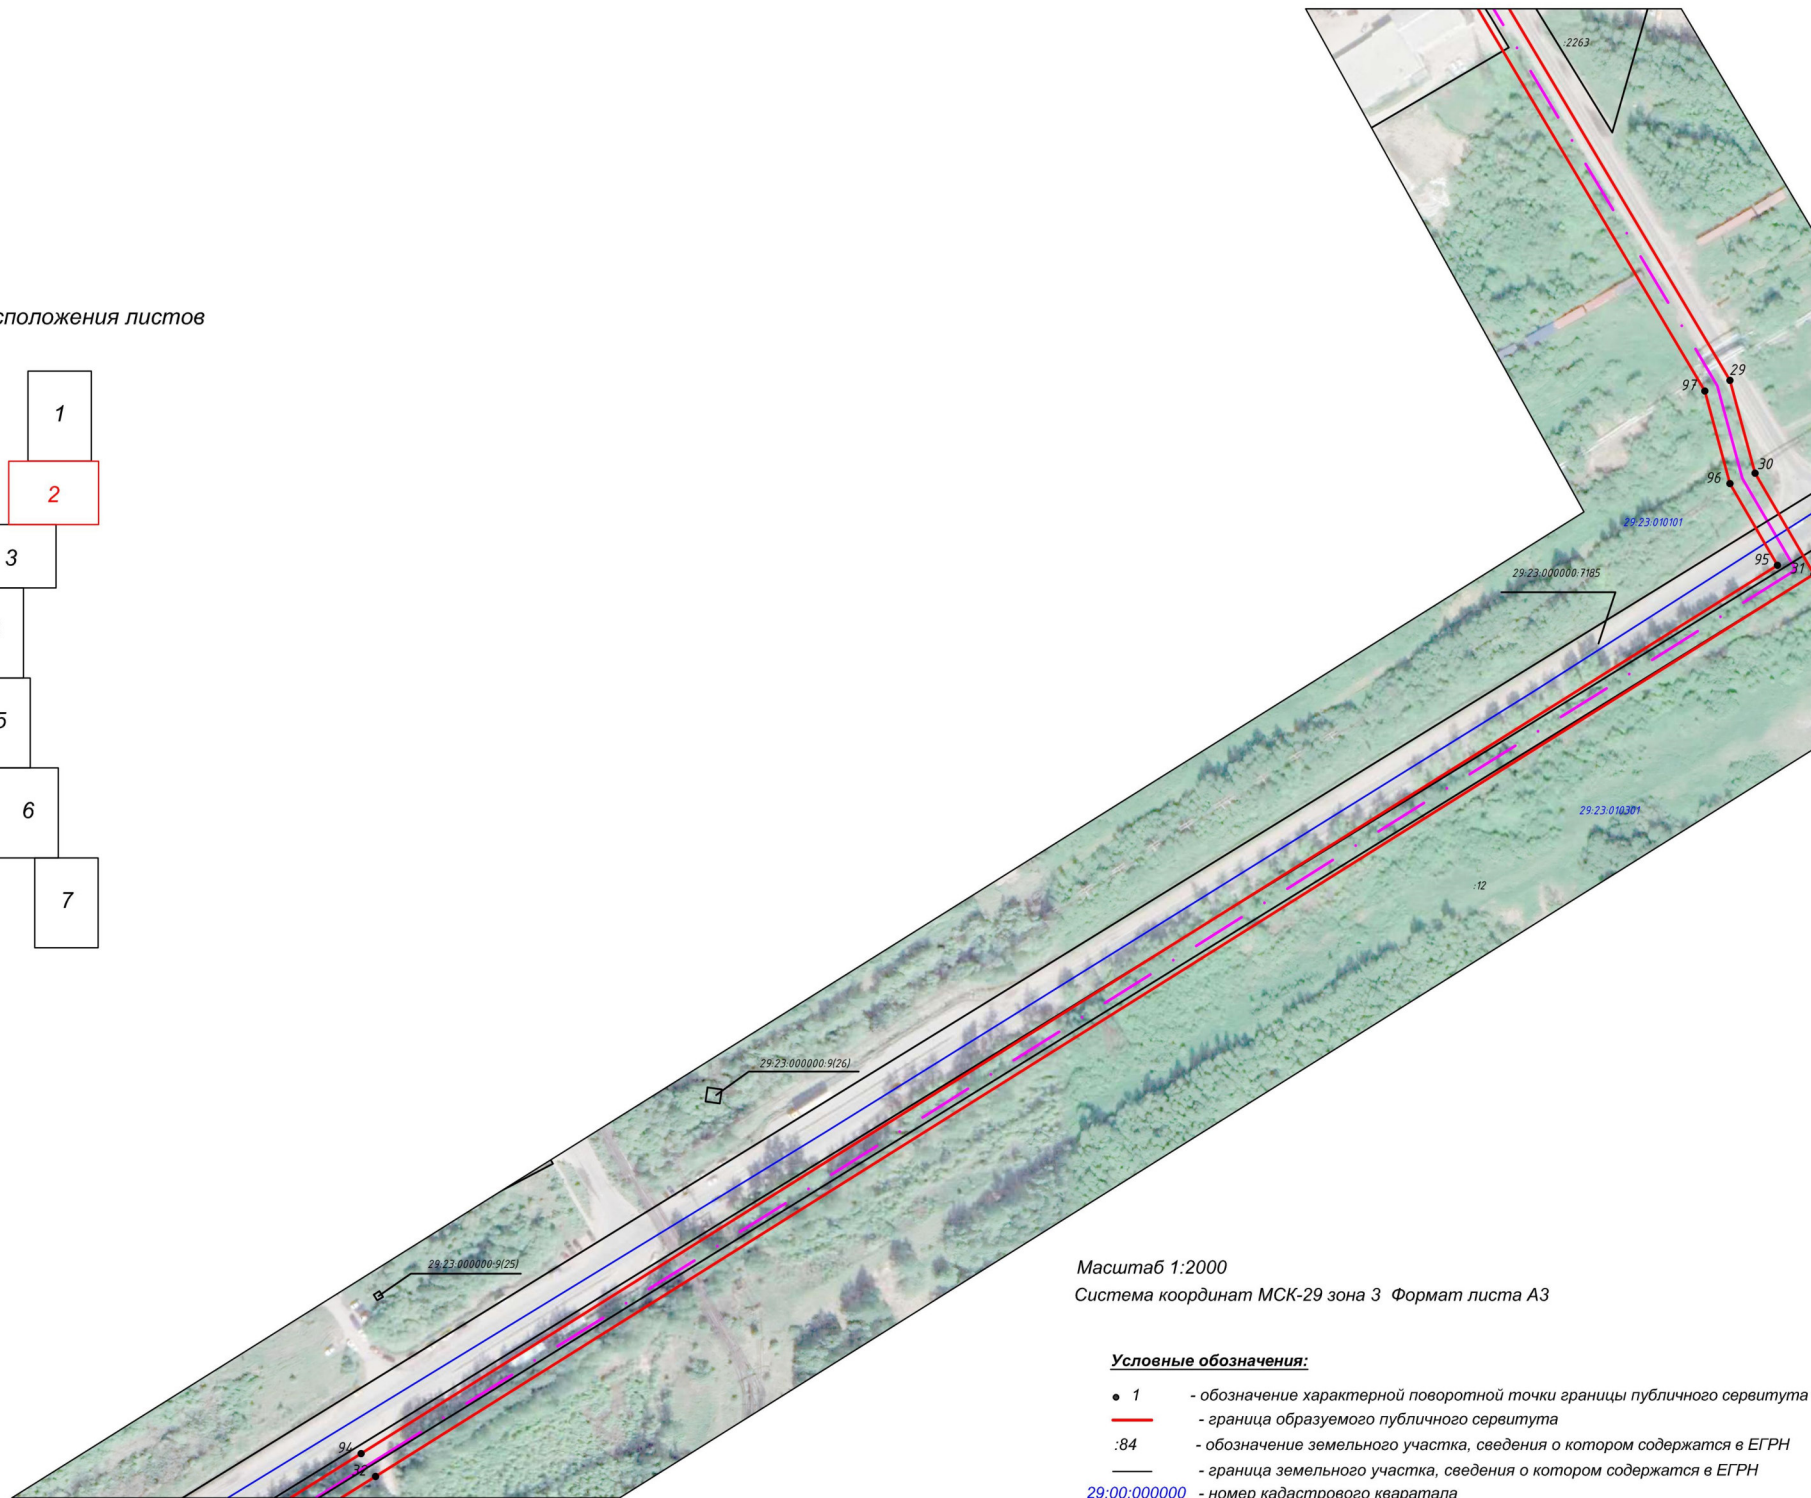 сположения листов
1
2
3
5
6
7
:2263
29
97
30
96
29:23:010101
95
31
29:23:000000:7185
29:23:010301
:12
29:23:000000:9(26)
29:23:000000:9(25)
94
32
Масштаб 1:2000
Система координат МСК-29 зона 3 Формат листа А3
Условные обозначения:
1 - обозначение характерной поворотной точки границы публичного сервитута
- граница образуемого публичного сервитута
:84 - обозначение земельного участка, сведения о котором содержатся в ЕГРН
- граница земельного участка, сведения о котором содержатся в ЕГРН
29:00:000000 - номер кадастрового кваратала